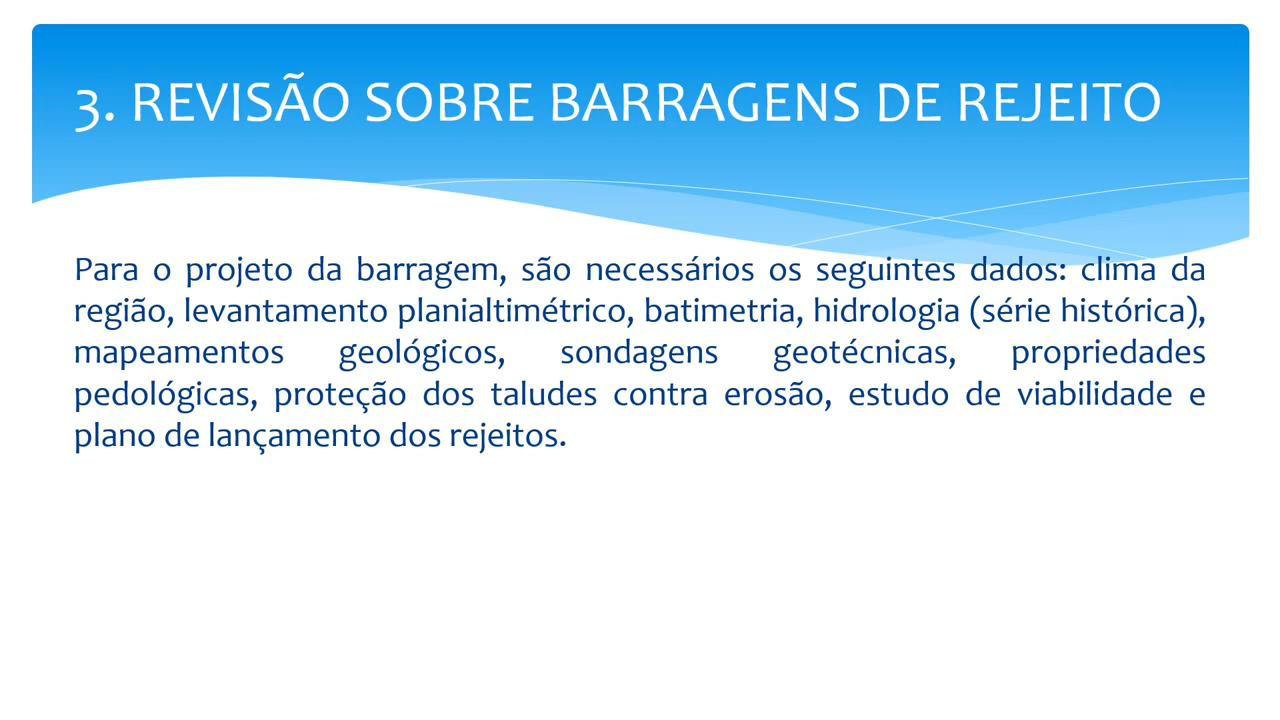 3. REVISÃO SOBRE BARRAGENS DE REJEITO
Para o projeto da barragem, são necessários os seguintes dados: clima da
região, levantamento planialtimétrico, batimetria, hidrologia (série histórica),
mapeamentos geológicos, sondagens geotécnicas, propriedades
pedológicas, proteção dos taludes contra erosão, estudo de viabilidade e
plano de lançamento dos rejeitos.